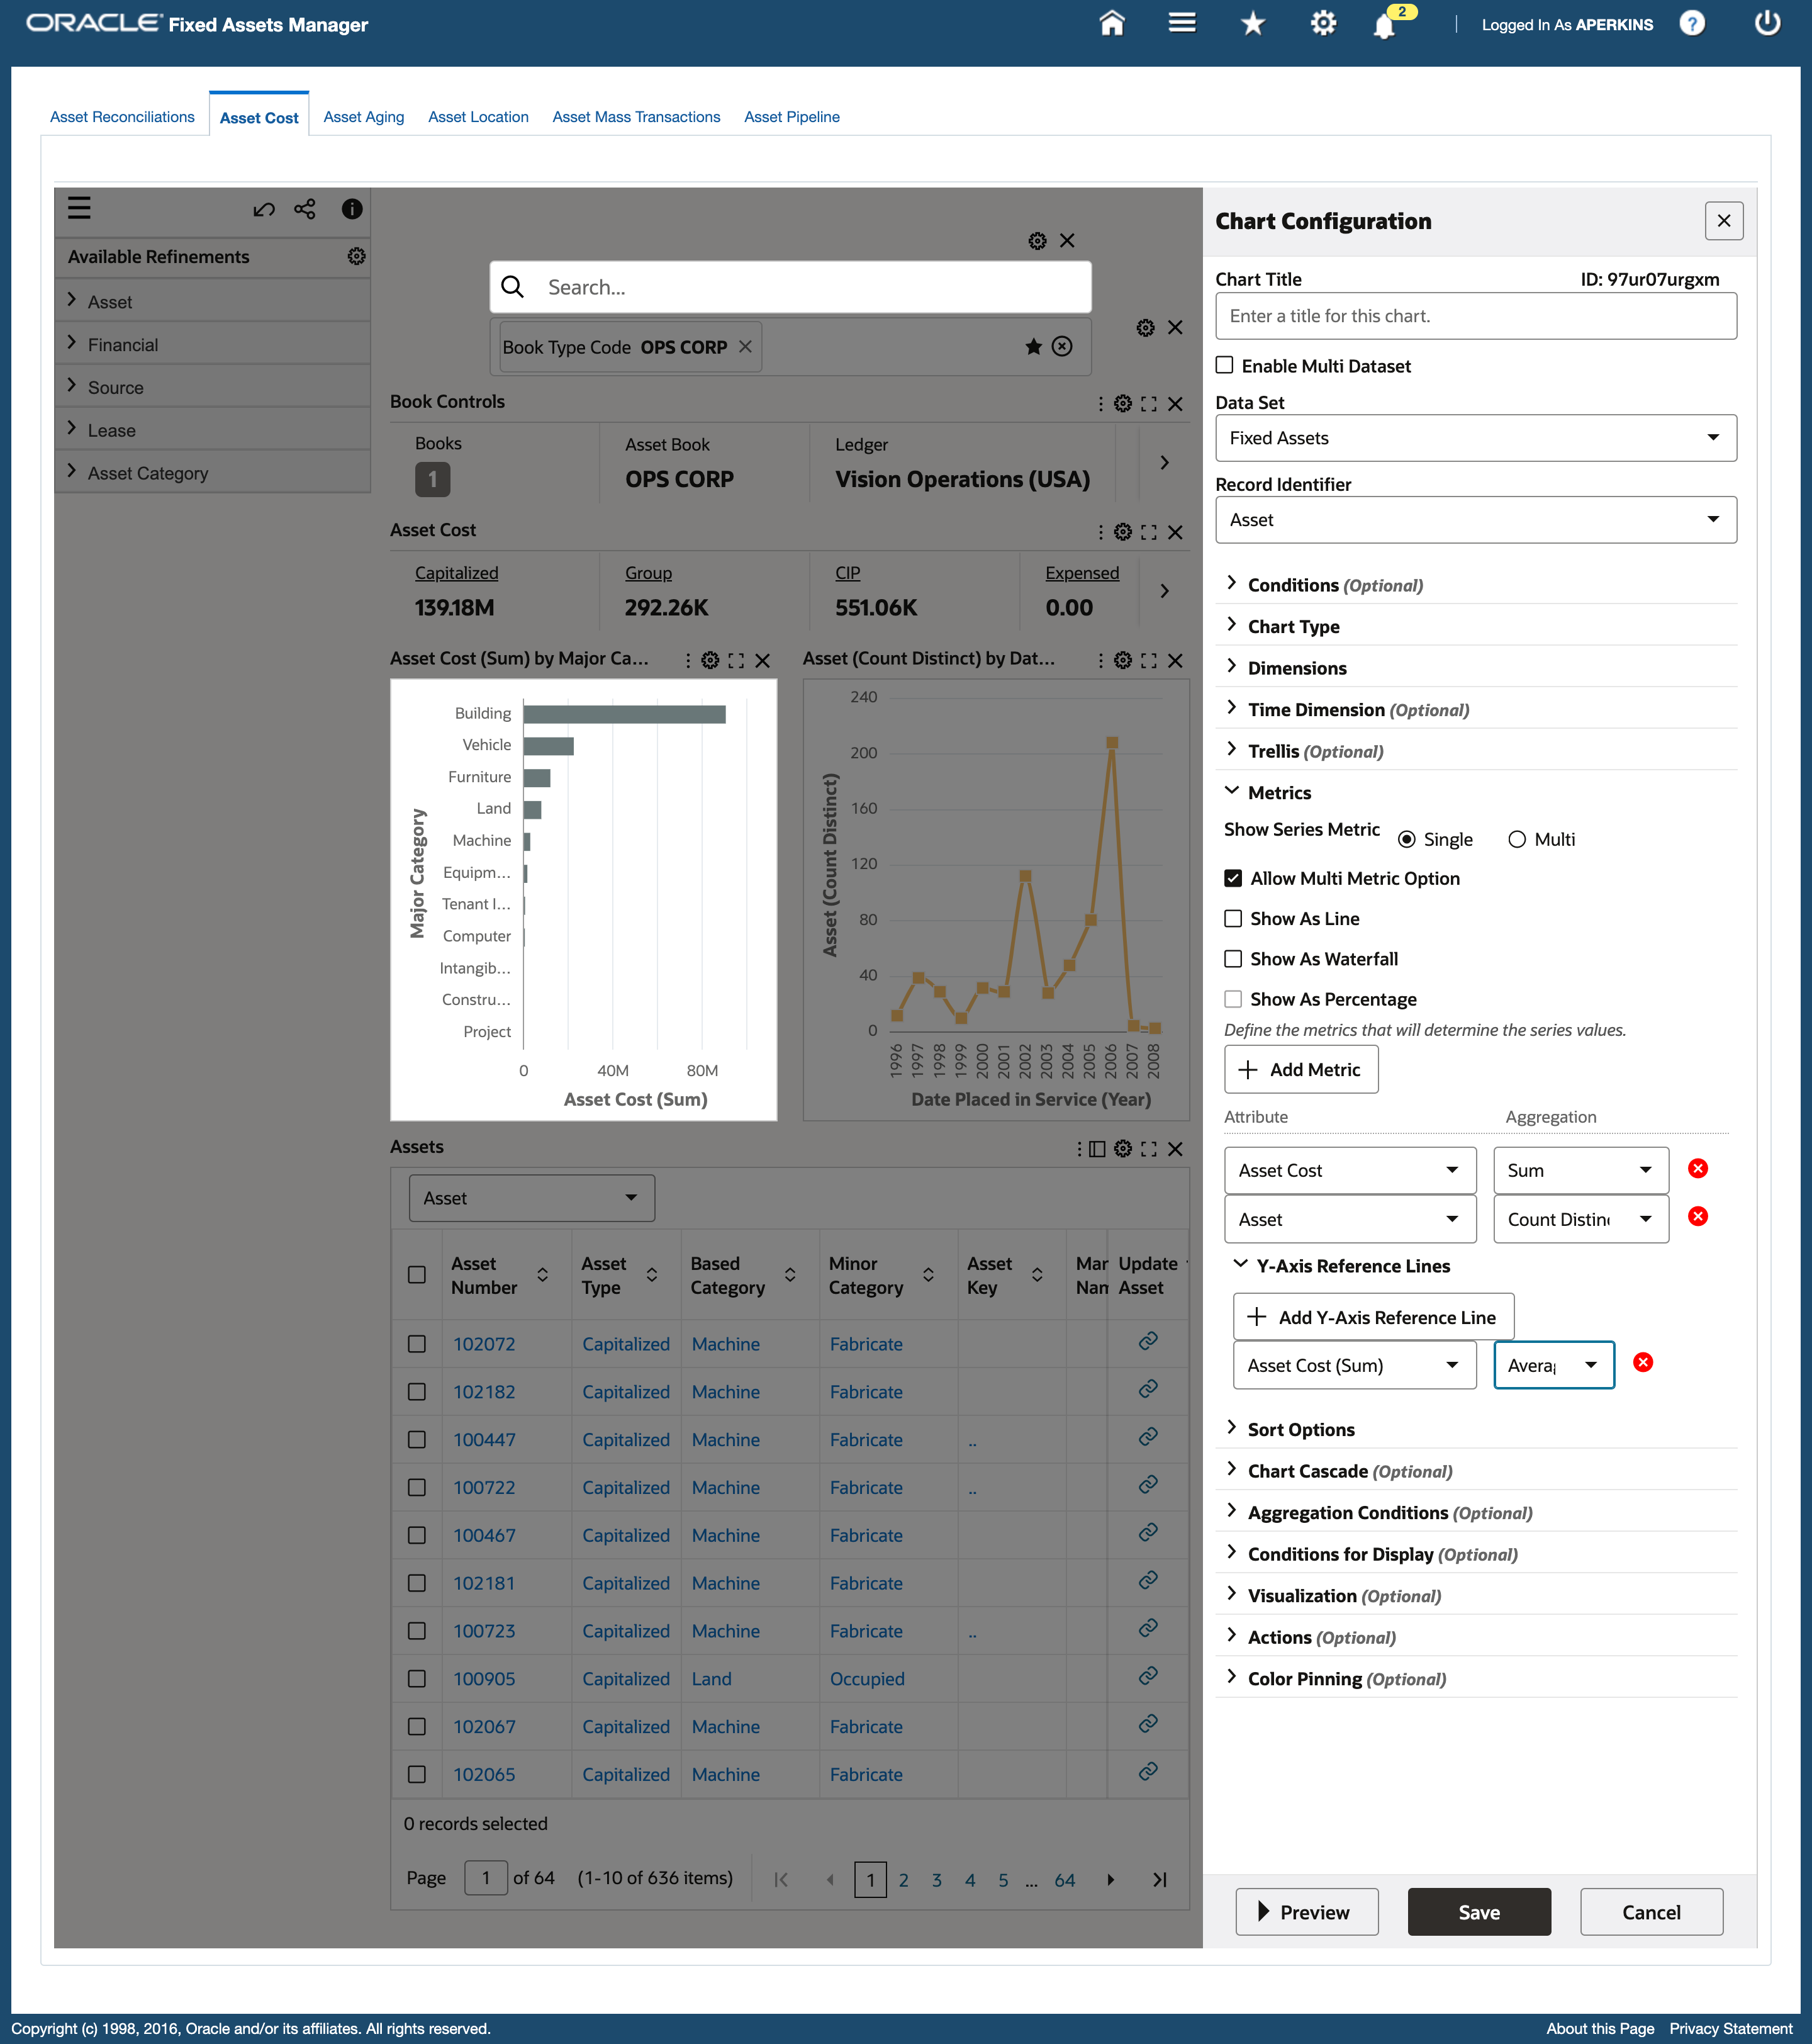 ORACLE Fixed Assets Manager
2
Logged In As APERKINS
Asset Reconciliations Asset Cost Asset Aging Asset Location Asset Mass Transactions Asset Pipeline
Available Refinements
Asset
Financial
Source
Lease
Asset Category
Search...
Book Type Code OPS CORP
Book Controls
Books Asset Book Ledger
1 OPS CORP Vision Operations (USA)
Asset Cost
Capitalized Group CIP Expensed
139.18M 292.26K 551.06K 0.00
Asset Cost (Sum) by Major Ca...
Major Category
Building
Vehicle
Furniture
Land
Machine
Equipm...
Tenant I...
Computer
Intangib...
Constru...
Project
0 40M 80M
Asset Cost (Sum)
Asset (Count Distinct) by Dat...
Asset (Count Distinct)
240
200
160
120
80
40
0
1996 1997 1998 1999 2000 2001 2002 2003 2004 2005 2006 2007 2008
Date Placed in Service (Year)
Assets
Asset
Asset Number Asset Type Based Category Minor Category Asset Key Mar Nam Update Asset
102072 Capitalized Machine Fabricate
102182 Capitalized Machine Fabricate
100447 Capitalized Machine Fabricate ..
100722 Capitalized Machine Fabricate ..
100467 Capitalized Machine Fabricate
102181 Capitalized Machine Fabricate
100723 Capitalized Machine Fabricate ..
100905 Capitalized Land Occupied
102067 Capitalized Machine Fabricate
102065 Capitalized Machine Fabricate
0 records selected
Page 1 of 64 (1-10 of 636 items) 1 2 3 4 5 ... 64
Chart Configuration
Chart Title ID: 97ur07urgxm
Enter a title for this chart.
Enable Multi Dataset
Data Set
Fixed Assets
Record Identifier
Asset
Conditions (Optional)
Chart Type
Dimensions
Time Dimension (Optional)
Trellis (Optional)
Metrics
Show Series Metric Single Multi
Allow Multi Metric Option
Show As Line
Show As Waterfall
Show As Percentage
Define the metrics that will determine the series values.
Add Metric
Attribute Aggregation
Asset Cost Sum
Asset Count Distin
Y-Axis Reference Lines
Add Y-Axis Reference Line
Asset Cost (Sum) Avera
Sort Options
Chart Cascade (Optional)
Aggregation Conditions (Optional)
Conditions for Display (Optional)
Visualization (Optional)
Actions (Optional)
Color Pinning (Optional)
Preview Save Cancel
Copyright (c) 1998, 2016, Oracle and/or its affiliates. All rights reserved.
About this Page Privacy Statement